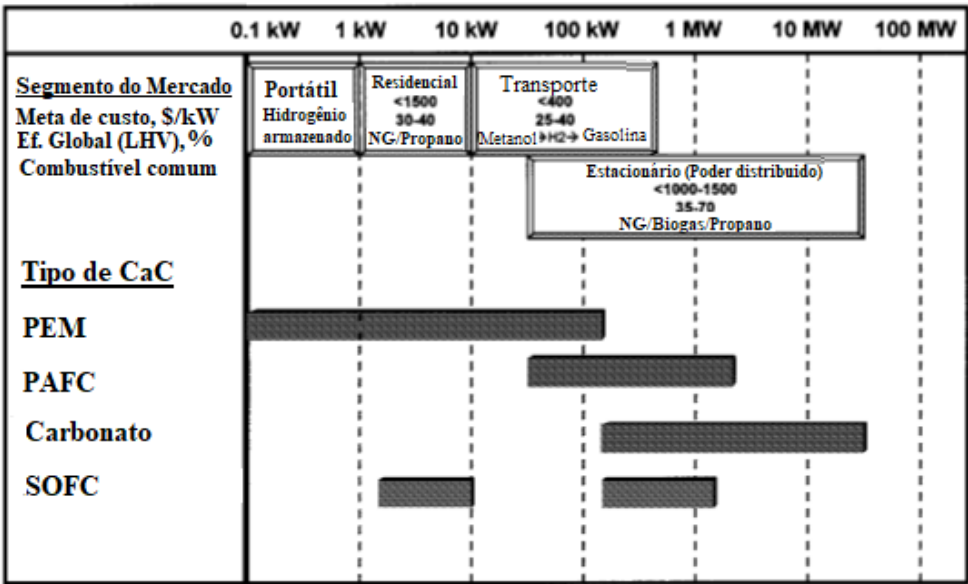 0.1 kW 1 kW 10 kW 100 kW 1 MW 10 MW 100 MW
Segmento do Mercado
Meta de custo, $/kW
Ef. Global (LHV), %
Combustível comum
Portátil
Hidrogênio
armazenado
Residencial
<1500
30-40
NG/Propano
Transporte
<400
25-40
Metanol→H2→ Gasolina
Estacionário (Poder distribuido)
<1000-1500
35-70
NG/Biogas/Propano
Tipo de CaC
PEM
PAFC
Carbonato
SOFC